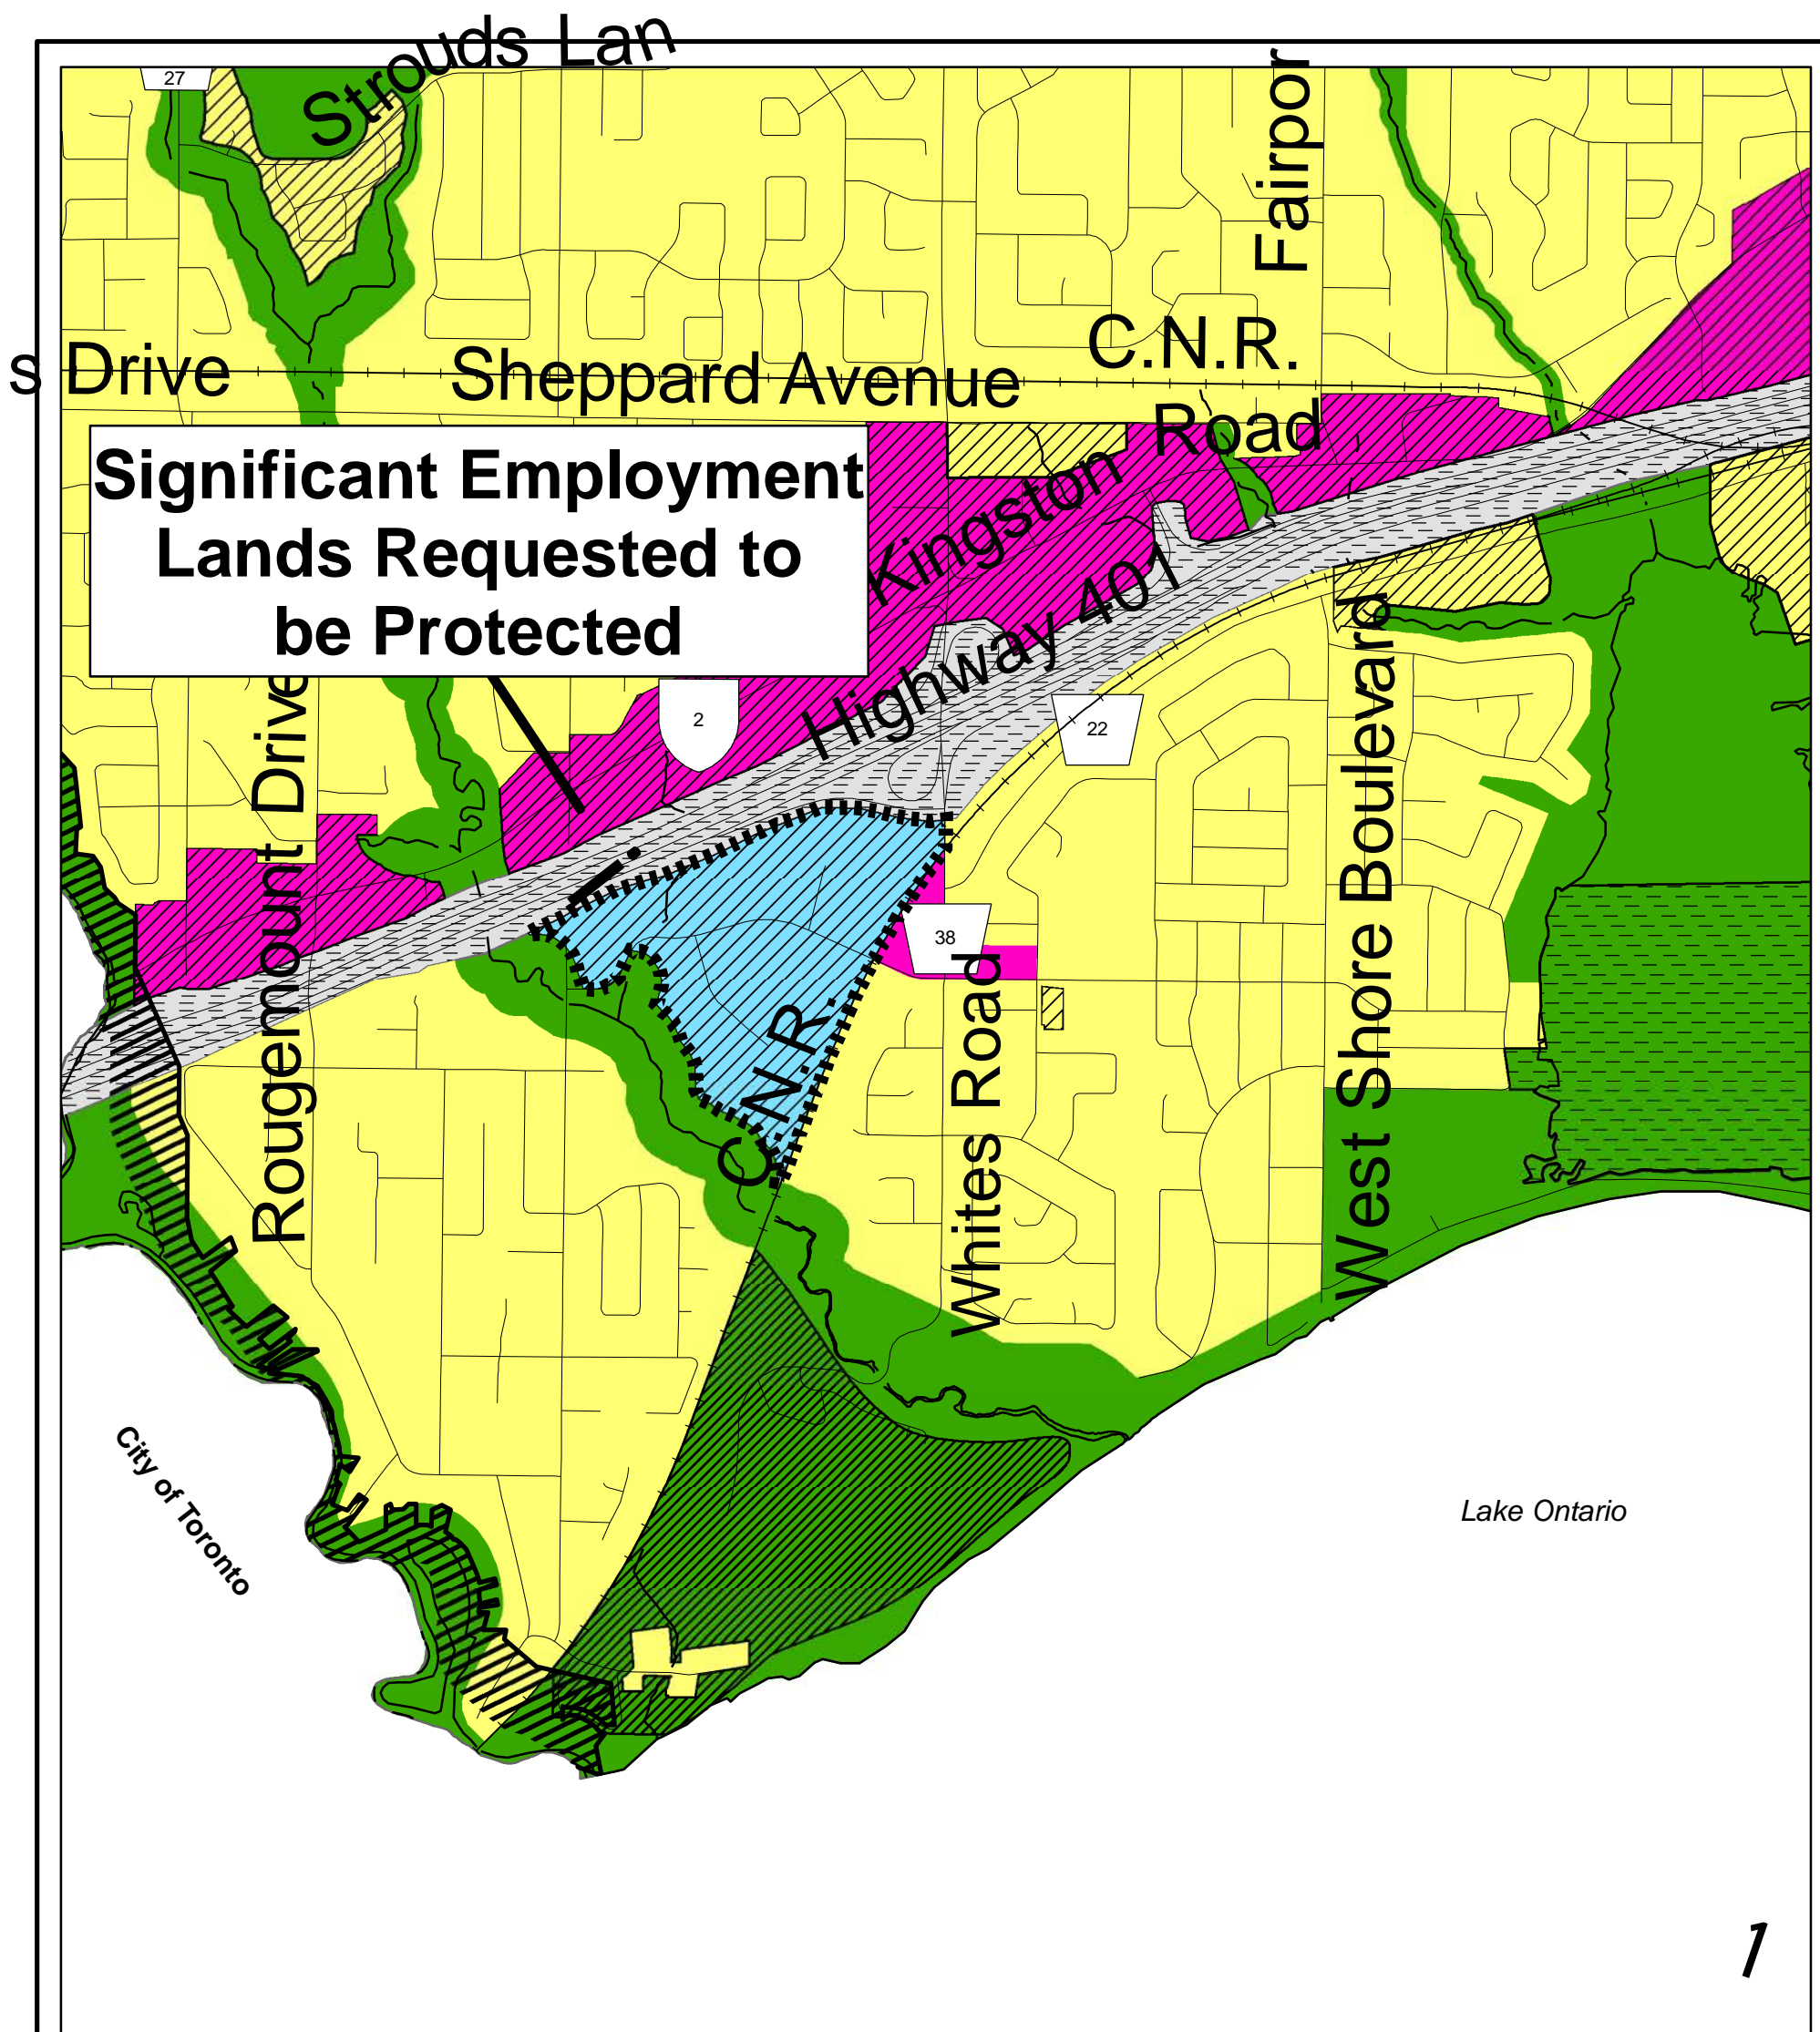 Strouds Lan
27
Fairpor
C.N.R.
s Drive
Sheppard Avenue
Kingston Road
Significant Employment
Lands Requested to
be Protected
Highway 401
2
22
Rougemount Drive
West Shore Boulevard
38
Whites Road
C.N.R.
City of Toronto
Lake Ontario
1